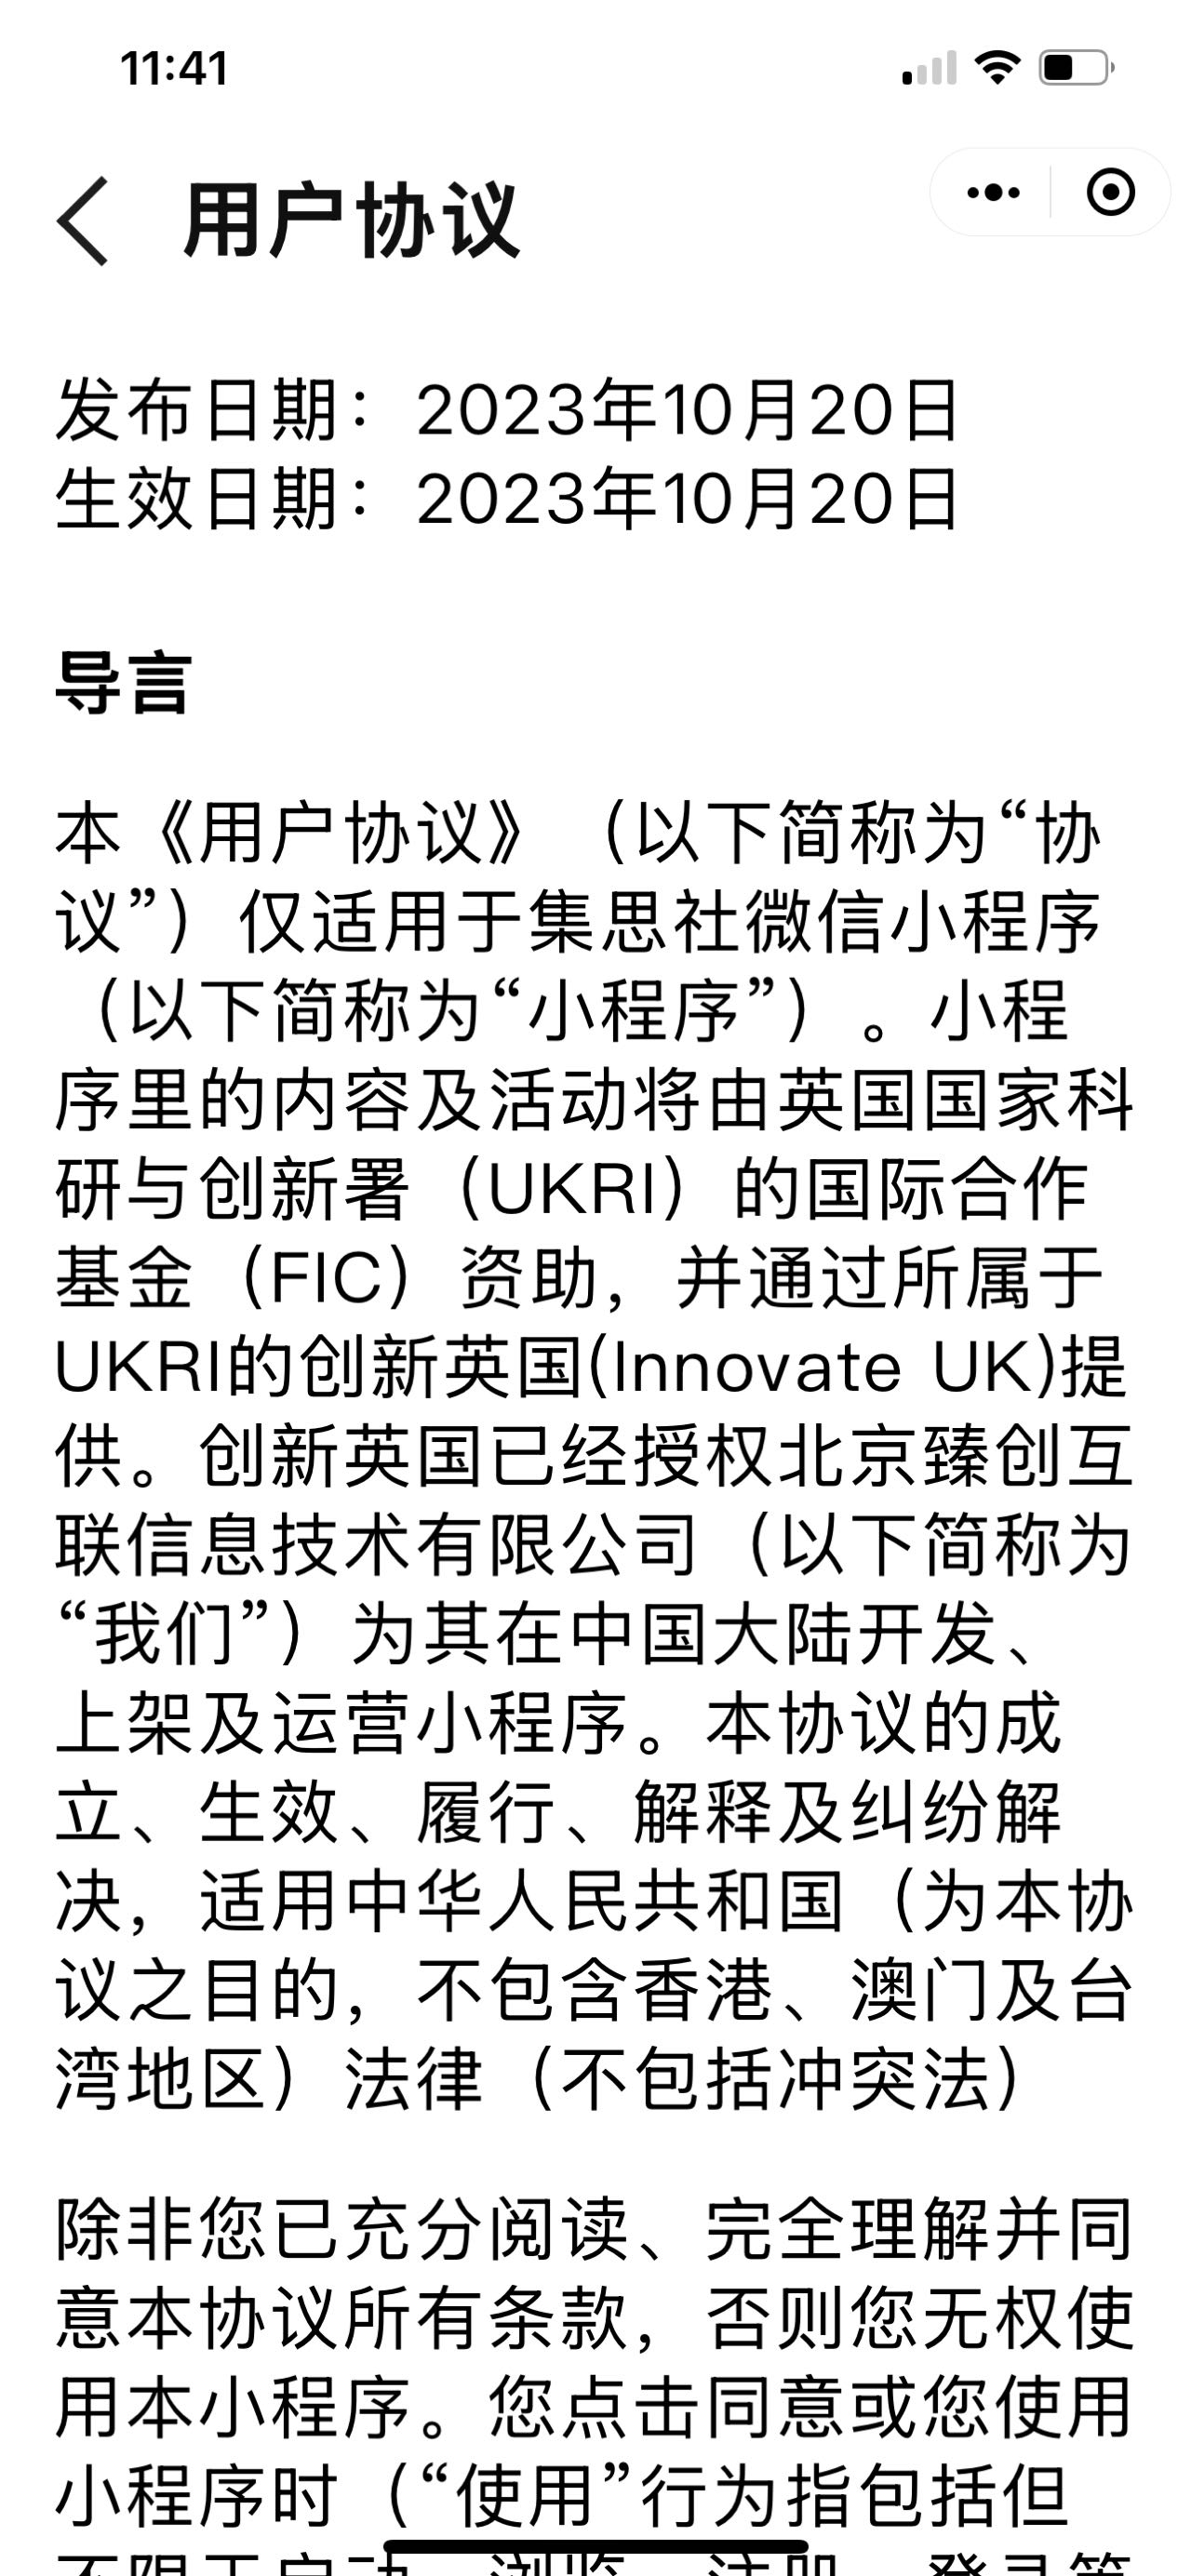 11:41
用户协议
发布日期：2023年10月20日
生效日期：2023年10月20日
导言
本《用户协议》（以下简称为“协
议”）仅适用于集思社微信小程序
（以下简称为“小程序”）。小程
序里的内容及活动将由英国国家科
研与创新署（UKRI）的国际合作
基金（FIC）资助，并通过所属于
UKRI的创新英国(Innovate UK)提
供。创新英国已经授权北京臻创互
联信息技术有限公司（以下简称为
“我们”）为其在中国大陆开发、
上架及运营小程序。本协议的成
立、生效、履行、解释及纠纷解
决，适用中华人民共和国（为本协
议之目的，不包含香港、澳门及台
湾地区）法律（不包括冲突法）
除非您已充分阅读、完全理解并同
意本协议所有条款，否则您无权使
用本小程序。您点击同意或您使用
小程序时（“使用”行为指包括但
不限于启动、浏览、注册、登录等